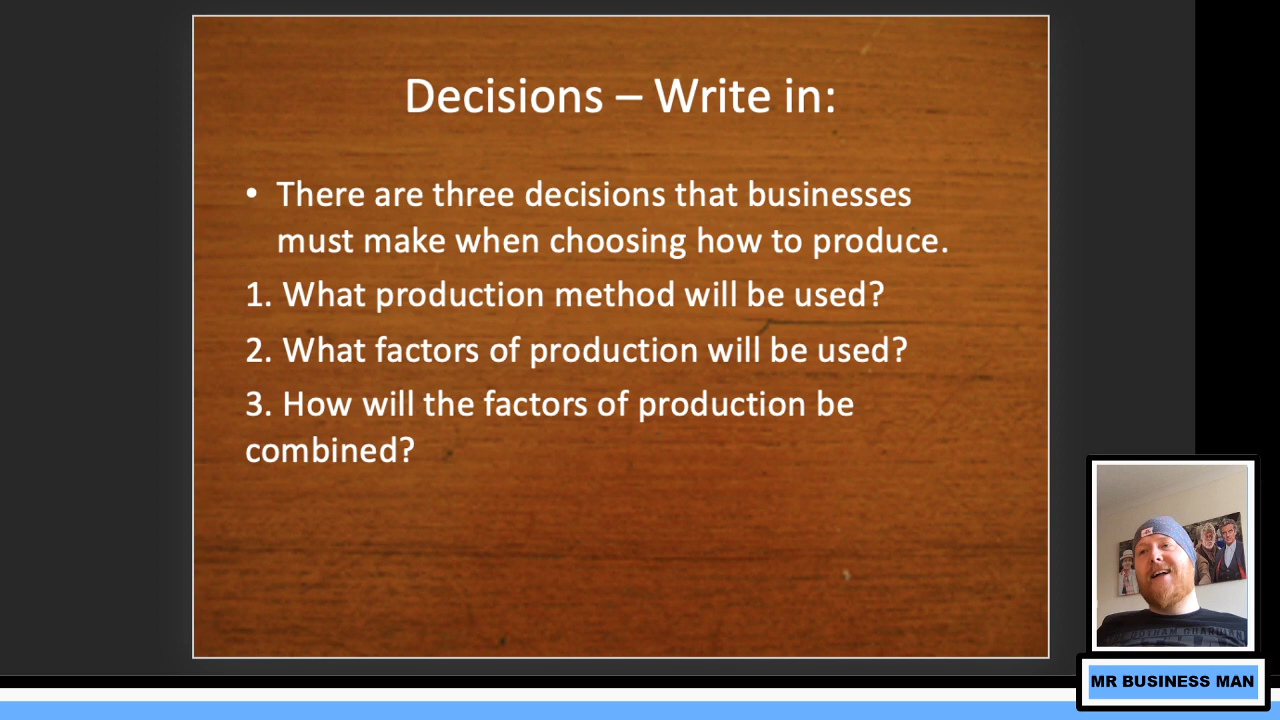 Decisions – Write in:
• There are three decisions that businesses
must make when choosing how to produce.
1. What production method will be used?
2. What factors of production will be used?
3. How will the factors of production be
combined?
GOTHAM GUARDIAN
MR BUSINESS MAN